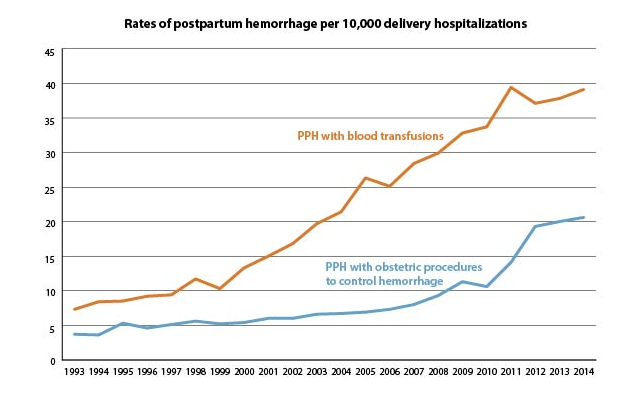 Rates of postpartum hemorrhage per 10,000 delivery hospitalizations
45
40
35
30
25
20
15
10
5
0
PPH with blood transfusions
PPH with obstetric procedures
to control hemorrhage
1993 1994 1995 1996 1997 1998 1999 2000 2001 2002 2003 2004 2005 2006 2007 2008 2009 2010 2011 2012 2013 2014